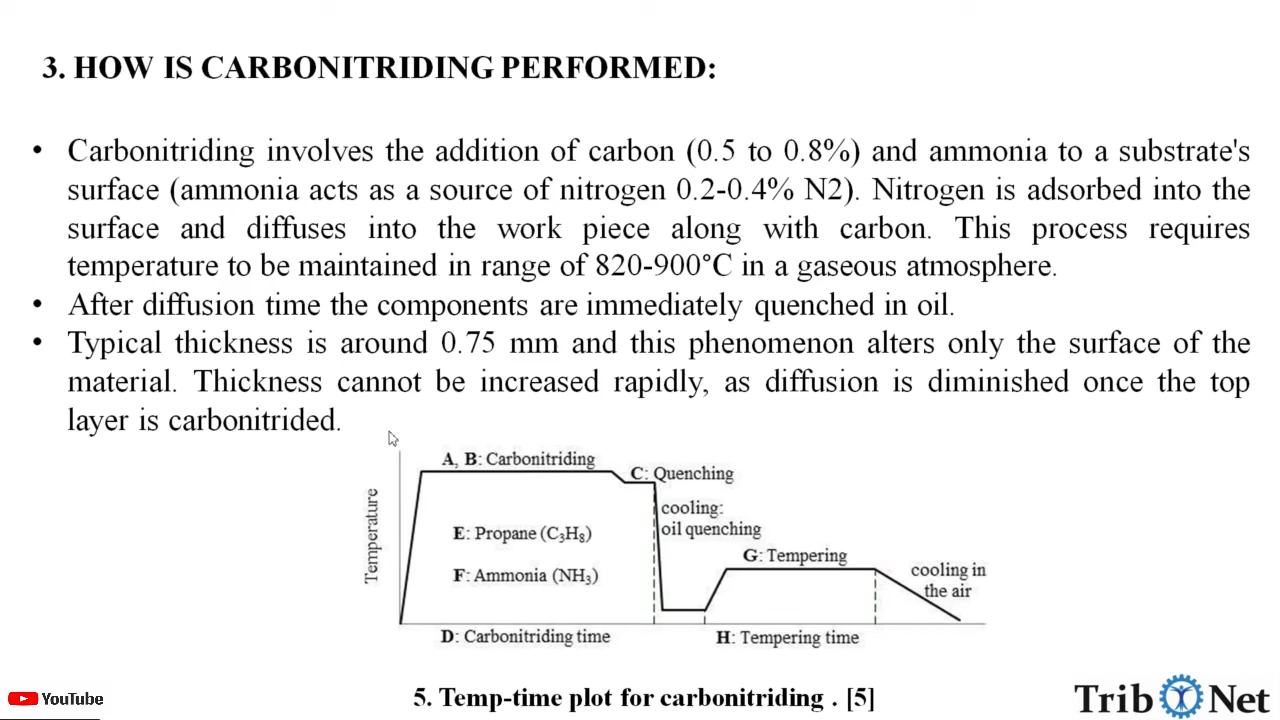 3. HOW IS CARBONITRIDING PERFORMED:
• Carbonitriding involves the addition of carbon (0.5 to 0.8%) and ammonia to a substrate's
surface (ammonia acts as a source of nitrogen 0.2-0.4% N2). Nitrogen is adsorbed into the
surface and diffuses into the work piece along with carbon. This process requires
temperature to be maintained in range of 820-900°C in a gaseous atmosphere.
• After diffusion time the components are immediately quenched in oil.
• Typical thickness is around 0.75 mm and this phenomenon alters only the surface of the
material. Thickness cannot be increased rapidly, as diffusion is diminished once the top
layer is carbonitrided.
Temperature
A, B: Carbonitriding
C: Quenching
cooling:
oil quenching
E: Propane (C₃H₈)
F: Ammonia (NH₃)
G: Tempering
cooling in
the air
D: Carbonitriding time
H: Tempering time
5. Temp-time plot for carbonitriding . [5]
YouTube
Trib Net